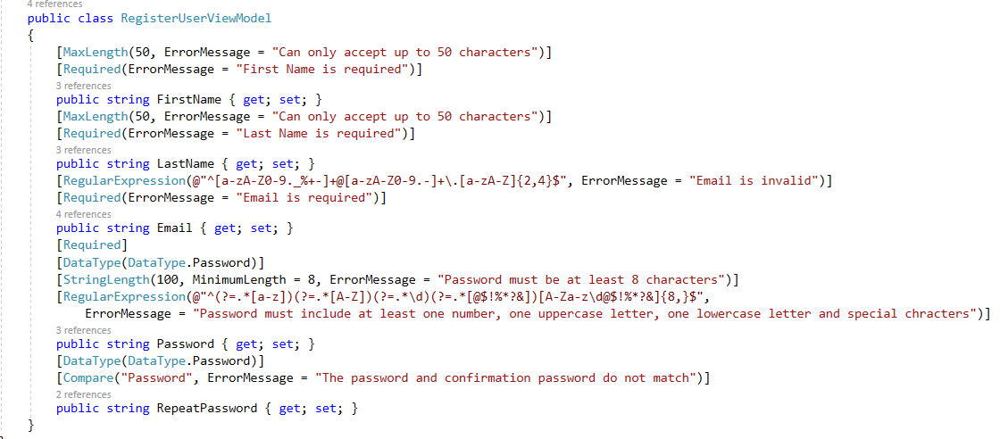 4 references
public class RegisterUserViewModel
{
[MaxLength(50, ErrorMessage = "Can only accept up to 50 characters")]
[Required(ErrorMessage = "First Name is required")]
3 references
public string FirstName { get; set; }
[MaxLength(50, ErrorMessage = "Can only accept up to 50 characters")]
[Required(ErrorMessage = "Last Name is required")]
3 references
public string LastName { get; set; }
[RegularExpression(@"^[a-zA-Z0-9._%+-]+@[a-zA-Z0-9.-]+\.[a-zA-Z]{2,4}$", ErrorMessage = "Email is invalid")]
[Required(ErrorMessage = "Email is required")]
4 references
public string Email { get; set; }
[Required]
[DataType(DataType.Password)]
[StringLength(100, MinimumLength = 8, ErrorMessage = "Password must be at least 8 characters")]
[RegularExpression(@"^(?=.*[a-z])(?=.*[A-Z])(?=.*\d)(?=.*[@$!%*?&])[A-Za-z\d@$!%*?&]{8,}$",
ErrorMessage = "Password must include at least one number, one uppercase letter, one lowercase letter and special chracters")]
3 references
public string Password { get; set; }
[DataType(DataType.Password)]
[Compare("Password", ErrorMessage = "The password and confirmation password do not match")]
2 references
public string RepeatPassword { get; set; }
}